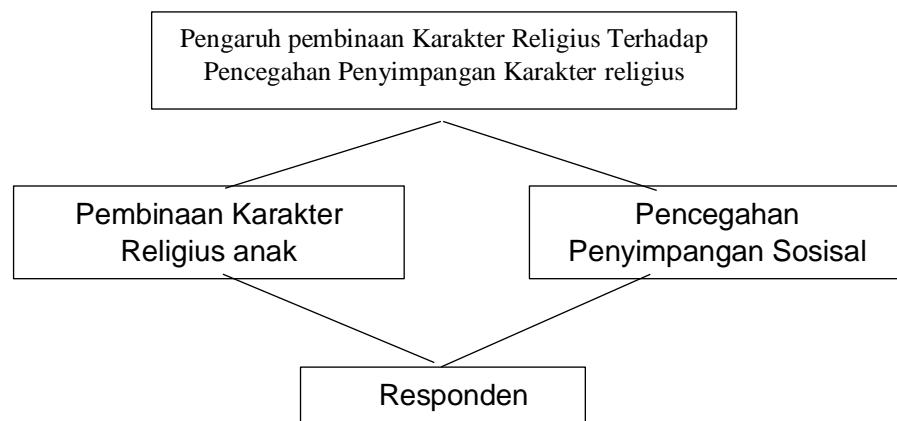 Pengaruh pembinaan Karakter Religius Terhadap
Pencegahan Penyimpangan Karakter religius
Pembinaan Karakter
Religius anak
Pencegahan
Penyimpangan Sosisal
Responden